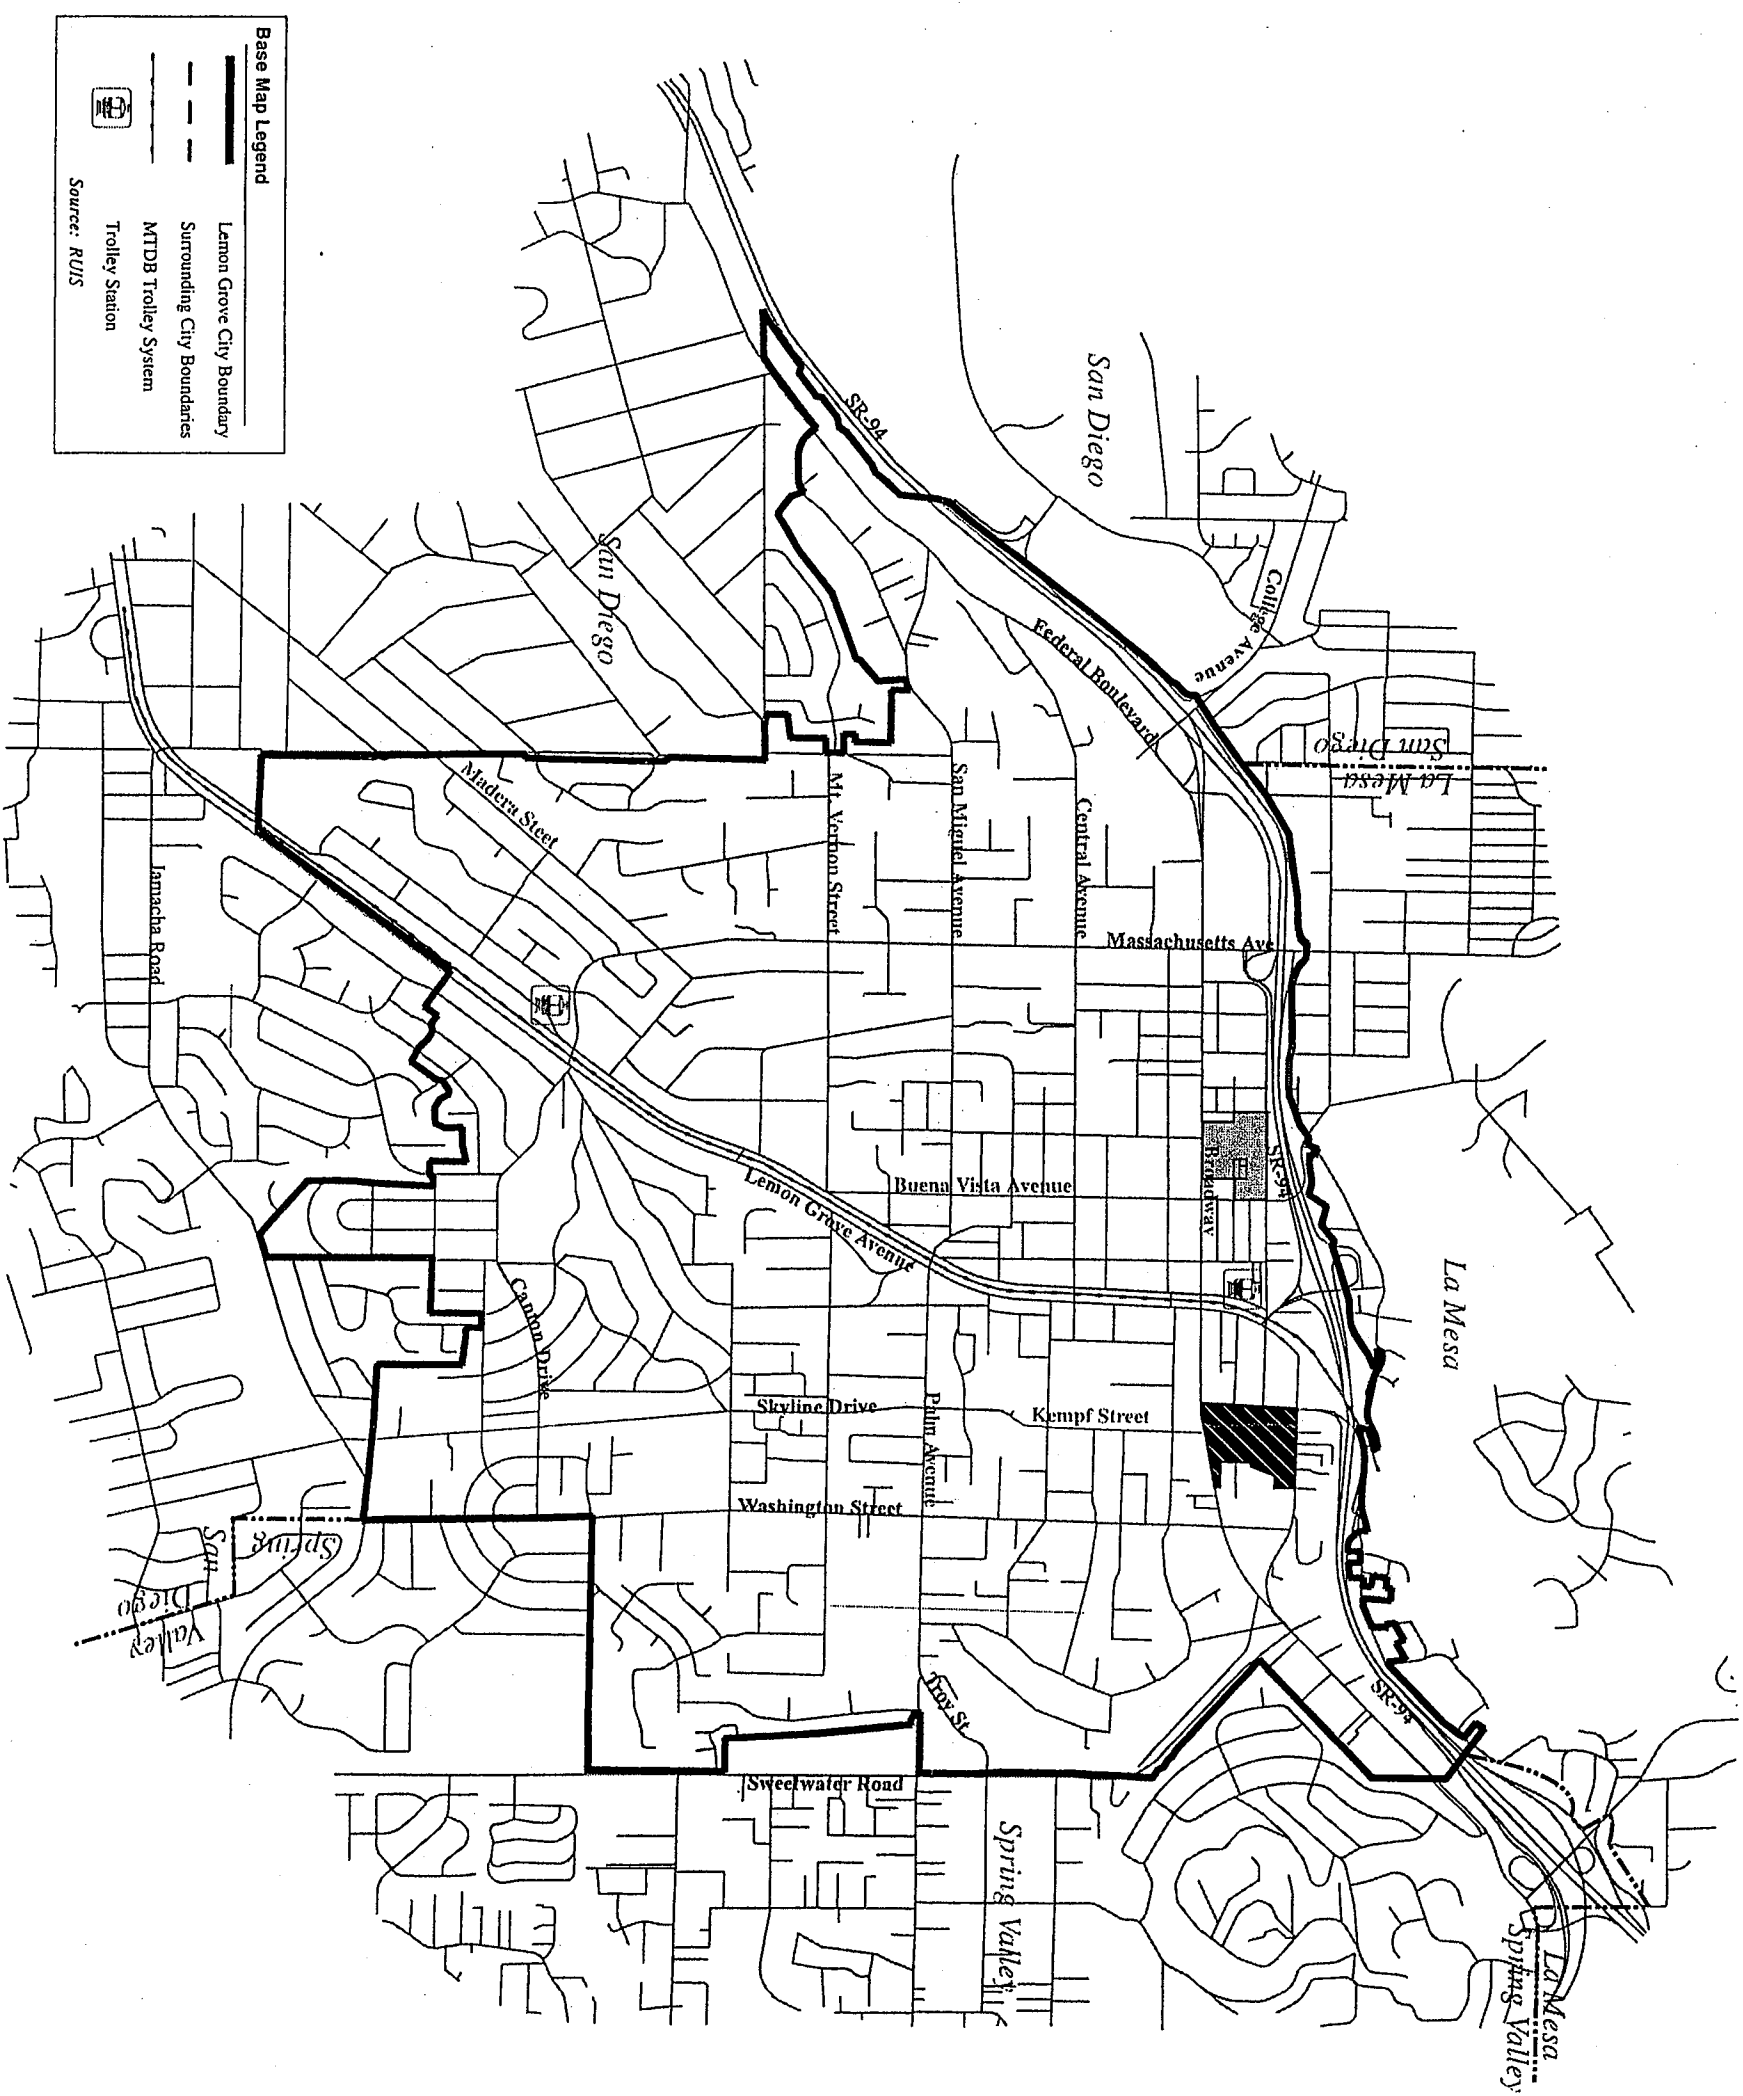 Base Map Legend
Lemon Grove City Boundary
Surrounding City Boundaries
MTDB Trolley System
Trolley Station
Source: RUIS
San Diego
SR-94
College Avenue
Federal Boulevard
San Diego
San Diego
La Mesa
Madera Steet
Mt. Vernon Street
San Miguel Avenue
Central Avenue
Massachusetts Ave
Jamacha Road
Lemon Grove Avenue
Buena Vista Avenue
Broadway
SR-94
La Mesa
Canton Drive
Skyline Drive
Palm Avenue
Kempf Street
Washington Street
San Diego
Spring Valley
Troy St.
SR-94
Sweetwater Road
Spring Valley
La Mesa
Spring Valley